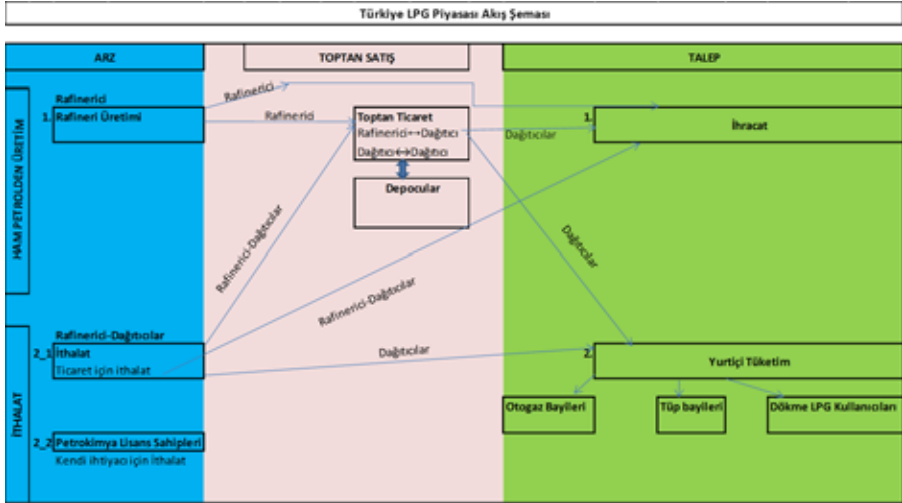 Türkiye LPG Piyasası Akış Şeması
ARZ
TOPTAN SATIŞ
TALEP
HAM PETROLDEN ÜRETİM
Rafinerici
1. Rafineri Üretimi
Rafinerici
Rafinerici
Toptan Ticaret
Rafinerici↔Dağıtıcı
Dağıtıcı↔Dağıtıcı
Depocular
Dağıtıcılar
1.
İhracat
Rafinerici-Dağıtıcılar
Rafinerici-Dağıtıcılar
Dağıtıcılar
İTHALAT
Rafinerici-Dağıtıcılar
2_1 İthalat
Ticaret için ithalat
Dağıtıcılar
2.
Yurtiçi Tüketim
Otogaz Bayileri
Tüp bayileri
Dökme LPG Kullanıcıları
2_2 Petrokimya Lisans Sahipleri
Kendi ihtiyacı için İthalat